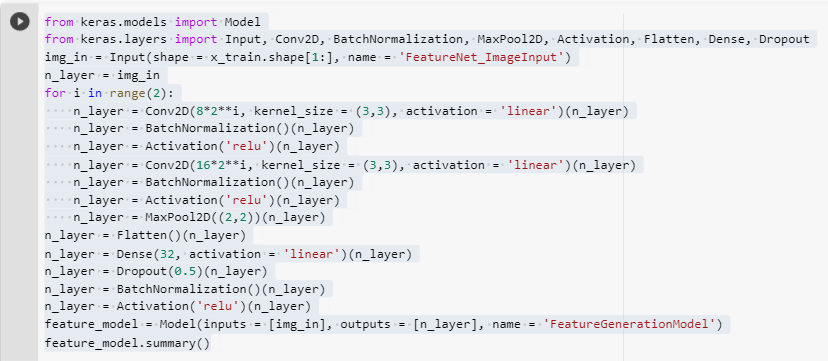 from keras.models import Model
from keras.layers import Input, Conv2D, BatchNormalization, MaxPool2D, Activation, Flatten, Dense, Dropout
img_in = Input(shape = x_train.shape[1:], name = 'FeatureNet_ImageInput')
n_layer = img_in
for i in range(2):
    n_layer = Conv2D(8*2**i, kernel_size = (3,3), activation = 'linear')(n_layer)
    n_layer = BatchNormalization()(n_layer)
    n_layer = Activation('relu')(n_layer)
    n_layer = Conv2D(16*2**i, kernel_size = (3,3), activation = 'linear')(n_layer)
    n_layer = BatchNormalization()(n_layer)
    n_layer = Activation('relu')(n_layer)
    n_layer = MaxPool2D((2,2))(n_layer)
n_layer = Flatten()(n_layer)
n_layer = Dense(32, activation = 'linear')(n_layer)
n_layer = Dropout(0.5)(n_layer)
n_layer = BatchNormalization()(n_layer)
n_layer = Activation('relu')(n_layer)
feature_model = Model(inputs = [img_in], outputs = [n_layer], name = 'FeatureGenerationModel')
feature_model.summary()